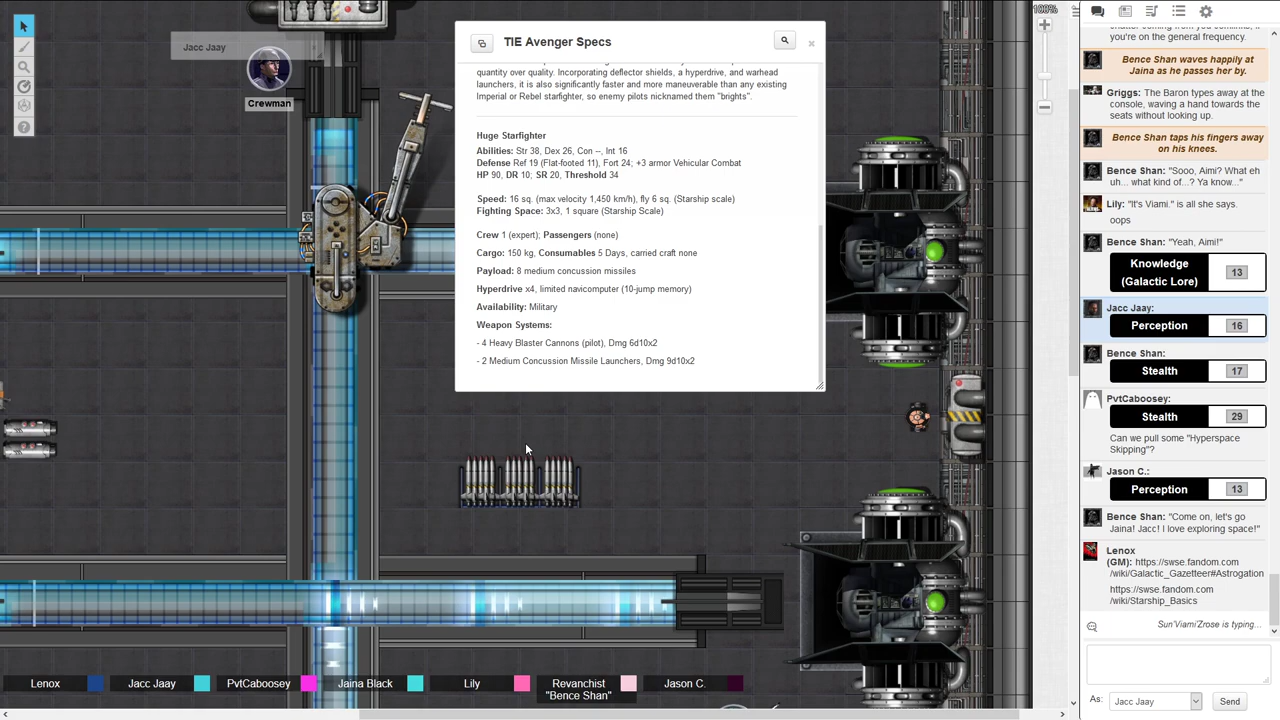 Jacc Jaay
Crewman
TIE Avenger Specs
quantity over quality. Incorporating deflector shields, a hyperdrive, and warhead
launchers, it is also significantly faster and more maneuverable than any existing
Imperial or Rebel starfighter, so enemy pilots nicknamed them "brights".
Huge Starfighter
Abilities: Str 38, Dex 26, Con --, Int 16
Defense Ref 19 (Flat-footed 11), Fort 24; +3 armor Vehicular Combat
HP 90, DR 10; SR 20, Threshold 34
Speed: 16 sq. (max velocity 1,450 km/h), fly 6 sq. (Starship scale)
Fighting Space: 3x3, 1 square (Starship Scale)
Crew 1 (expert); Passengers (none)
Cargo: 150 kg, Consumables 5 Days, carried craft none
Payload: 8 medium concussion missiles
Hyperdrive x4, limited navicomputer (10-jump memory)
Availability: Military
Weapon Systems:
- 4 Heavy Blaster Cannons (pilot), Dmg 6d10x2
- 2 Medium Concussion Missile Launchers, Dmg 9d10x2
100%
you're on the general frequency.
Bence Shan waves happily at
Jaina as he passes her by.
Griggs: The Baron types away at the
console, waving a hand towards the
seats without looking up.
Bence Shan taps his fingers away
on his knees.
Bence Shan: "Sooo, Aimi? What eh
uh... what kind of...? Ya know..."
Lily: "It's Viami." is all she says.
oops
Bence Shan: "Yeah, Aimi!"
Knowledge
(Galactic Lore)
13
Jacc Jaay:
Perception
16
Bence Shan:
Stealth
17
PvtCaboosey:
Stealth
29
Can we pull some "Hyperspace
Skipping"?
Jason C.:
Perception
13
Bence Shan: "Come on, let's go
Jaina! Jacc! I love exploring space!"
Lenox
(GM): https://swse.fandom.com
/wiki/Galactic_Gazetteer#Astrogation
https://swse.fandom.com
/wiki/Starship_Basics
Sun'Viami'Zrose is typing...
As:
Jacc Jaay
Send
Lenox
Jacc Jaay
PvtCaboosey
Jaina Black
Lily
Revanchist
"Bence Shan"
Jason C.